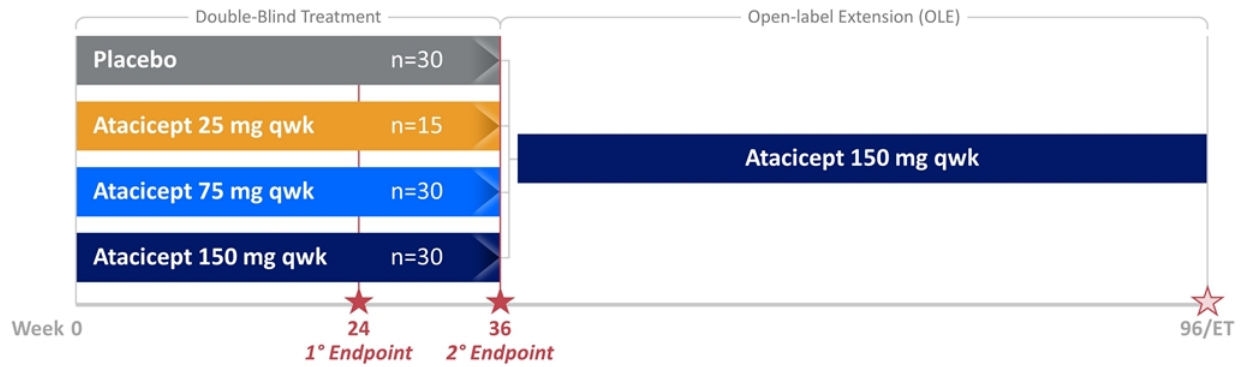 Double-Blind Treatment
Open-label Extension (OLE)
Placebo n=30
Atacicept 25 mg qwk n=15
Atacicept 75 mg qwk n=30
Atacicept 150 mg qwk n=30
Atacicept 150 mg qwk
Week 0
24
1° Endpoint
36
2° Endpoint
96/ET